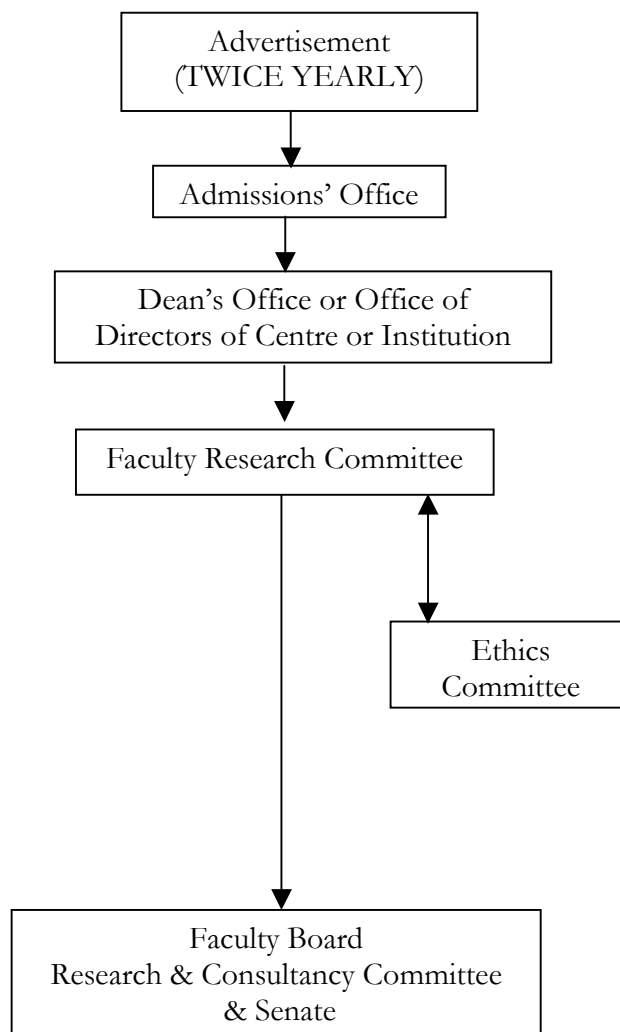 Advertisement
(TWICE YEARLY)
Admissions’ Office
Dean’s Office or Office of
Directors of Centre or Institution
Faculty Research Committee
Ethics
Committee
Faculty Board
Research & Consultancy Committee
& Senate